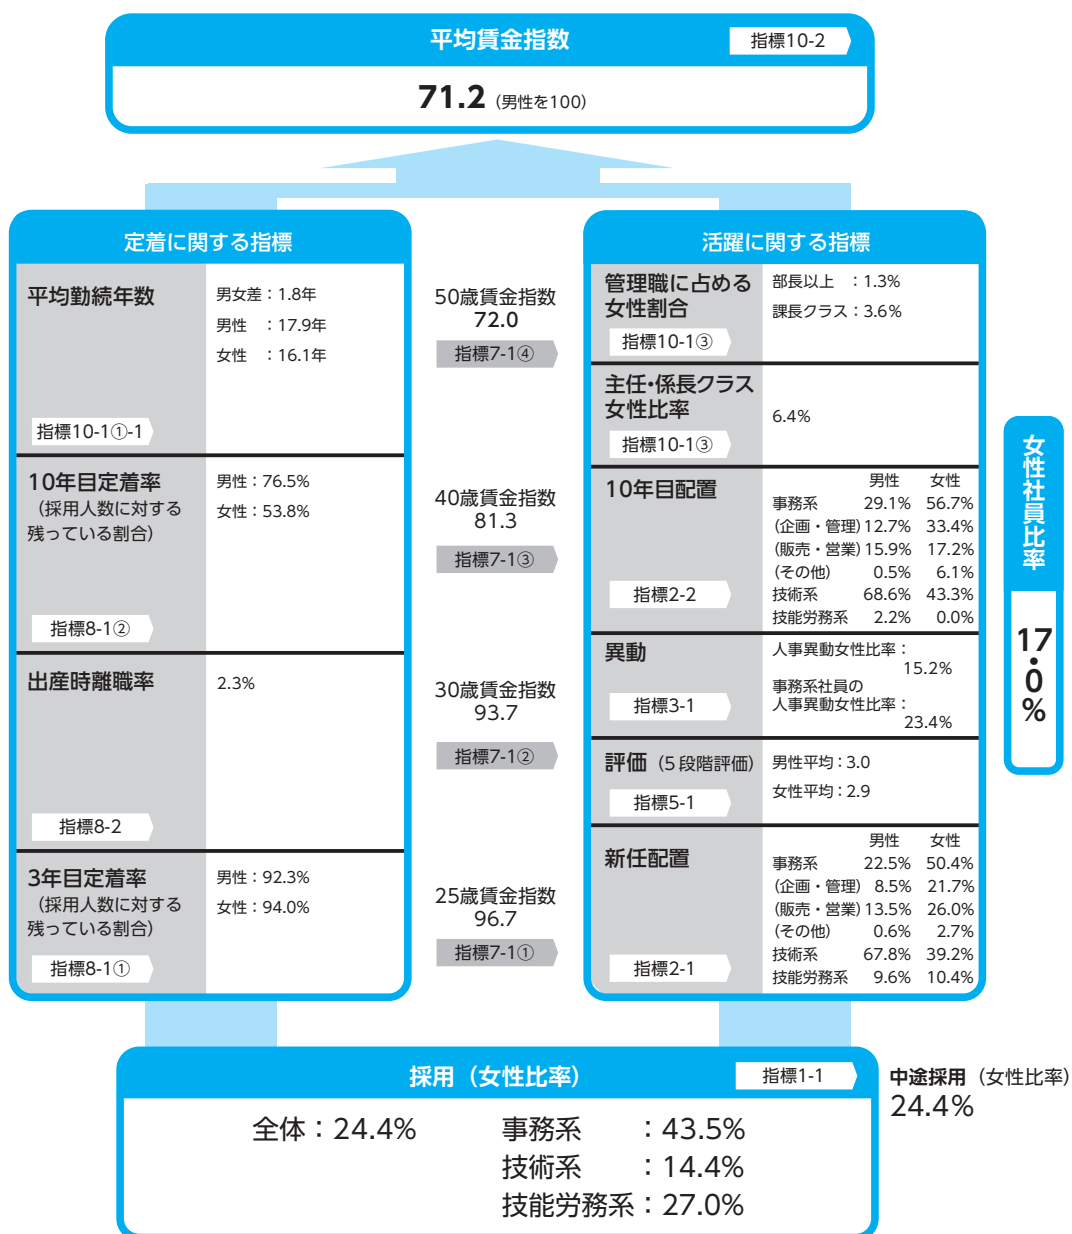 平均賃金指数
指標10-2
71.2 (男性を100)
定着に関する指標
平均勤続年数
男女差：1.8年
男性　：17.9年
女性　：16.1年
指標10-1①-1
10年目定着率
（採用人数に対する
残っている割合）
男性：76.5%
女性：53.8%
指標8-1②
出産時離職率
2.3%
指標8-2
3年目定着率
（採用人数に対する
残っている割合）
男性：92.3%
女性：94.0%
指標8-1①
50歳賃金指数
72.0
指標7-1④
40歳賃金指数
81.3
指標7-1③
30歳賃金指数
93.7
指標7-1②
25歳賃金指数
96.7
指標7-1①
活躍に関する指標
管理職に占める
女性割合
指標10-1③
部長以上　：1.3%
課長クラス：3.6%
主任・係長クラス
女性比率
指標10-1③
6.4%
10年目配置
指標2-2
男性　女性
事務系　29.1%　56.7%
(企画・管理) 12.7%　33.4%
(販売・営業) 15.9%　17.2%
(その他)　0.5%　6.1%
技術系　68.6%　43.3%
技能労務系　2.2%　0.0%
異動
指標3-1
人事異動女性比率：
15.2%
事務系社員の
人事異動女性比率：
23.4%
評価（5段階評価）
指標5-1
男性平均：3.0
女性平均：2.9
新任配置
指標2-1
男性　女性
事務系　22.5%　50.4%
(企画・管理) 8.5%　21.7%
(販売・営業) 13.5%　26.0%
(その他)　0.6%　2.7%
技術系　67.8%　39.2%
技能労務系　9.6%　10.4%
女性社員比率
17.0%
採用（女性比率）
指標1-1
全体：24.4%
事務系　：43.5%
技術系　：14.4%
技能労務系：27.0%
中途採用（女性比率）
24.4%